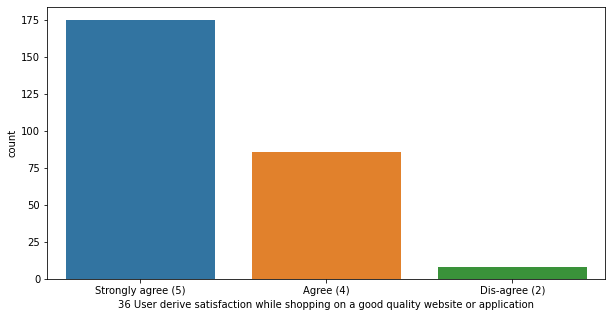 175
150
125
100
75
50
25
0
count
Strongly agree (5) Agree (4) Dis-agree (2)
36 User derive satisfaction while shopping on a good quality website or application